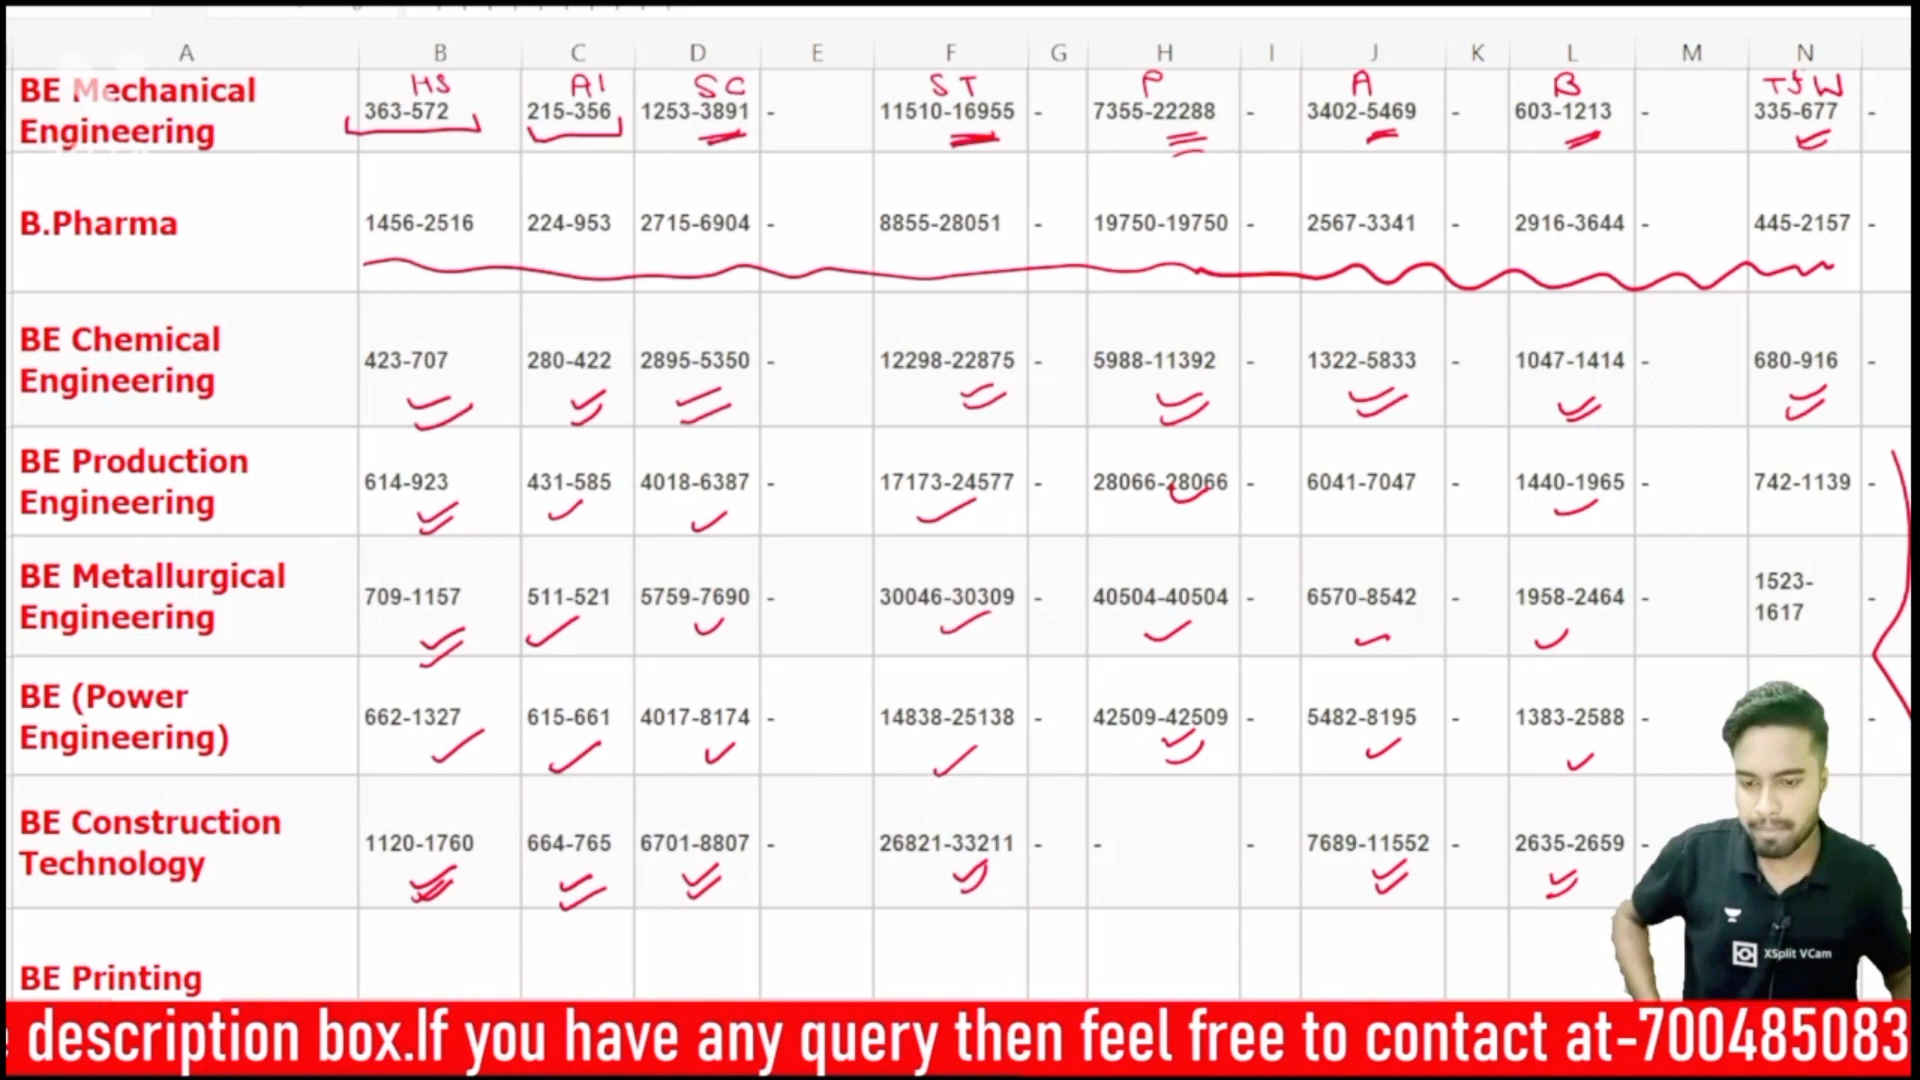 A B C D E F G H I J K L M N
HS AI SC ST P A B TFW
BE Mechanical
Engineering
363-572 215-356 1253-3891 - 11510-16955 - 7355-22288 - 3402-5469 - 603-1213 - 335-677 -
B.Pharma 1456-2516 224-953 2715-6904 - 8855-28051 - 19750-19750 - 2567-3341 - 2916-3644 - 445-2157 -
BE Chemical
Engineering
423-707 280-422 2895-5350 - 12298-22875 - 5988-11392 - 1322-5833 - 1047-1414 - 680-916 -
BE Production
Engineering
614-923 431-585 4018-6387 - 17173-24577 - 28066-28066 - 6041-7047 - 1440-1965 - 742-1139 -
BE Metallurgical
Engineering
709-1157 511-521 5759-7690 - 30046-30309 - 40504-40504 - 6570-8542 - 1958-2464 - 1523-
1617 -
BE (Power
Engineering)
662-1327 615-661 4017-8174 - 14838-25138 - 42509-42509 - 5482-8195 - 1383-2588 - -
BE Construction
Technology
1120-1760 664-765 6701-8807 - 26821-33211 - - - 7689-11552 - 2635-2659 -
BE Printing
XSplit VCam
description box.If you have any query then feel free to contact at-700485083